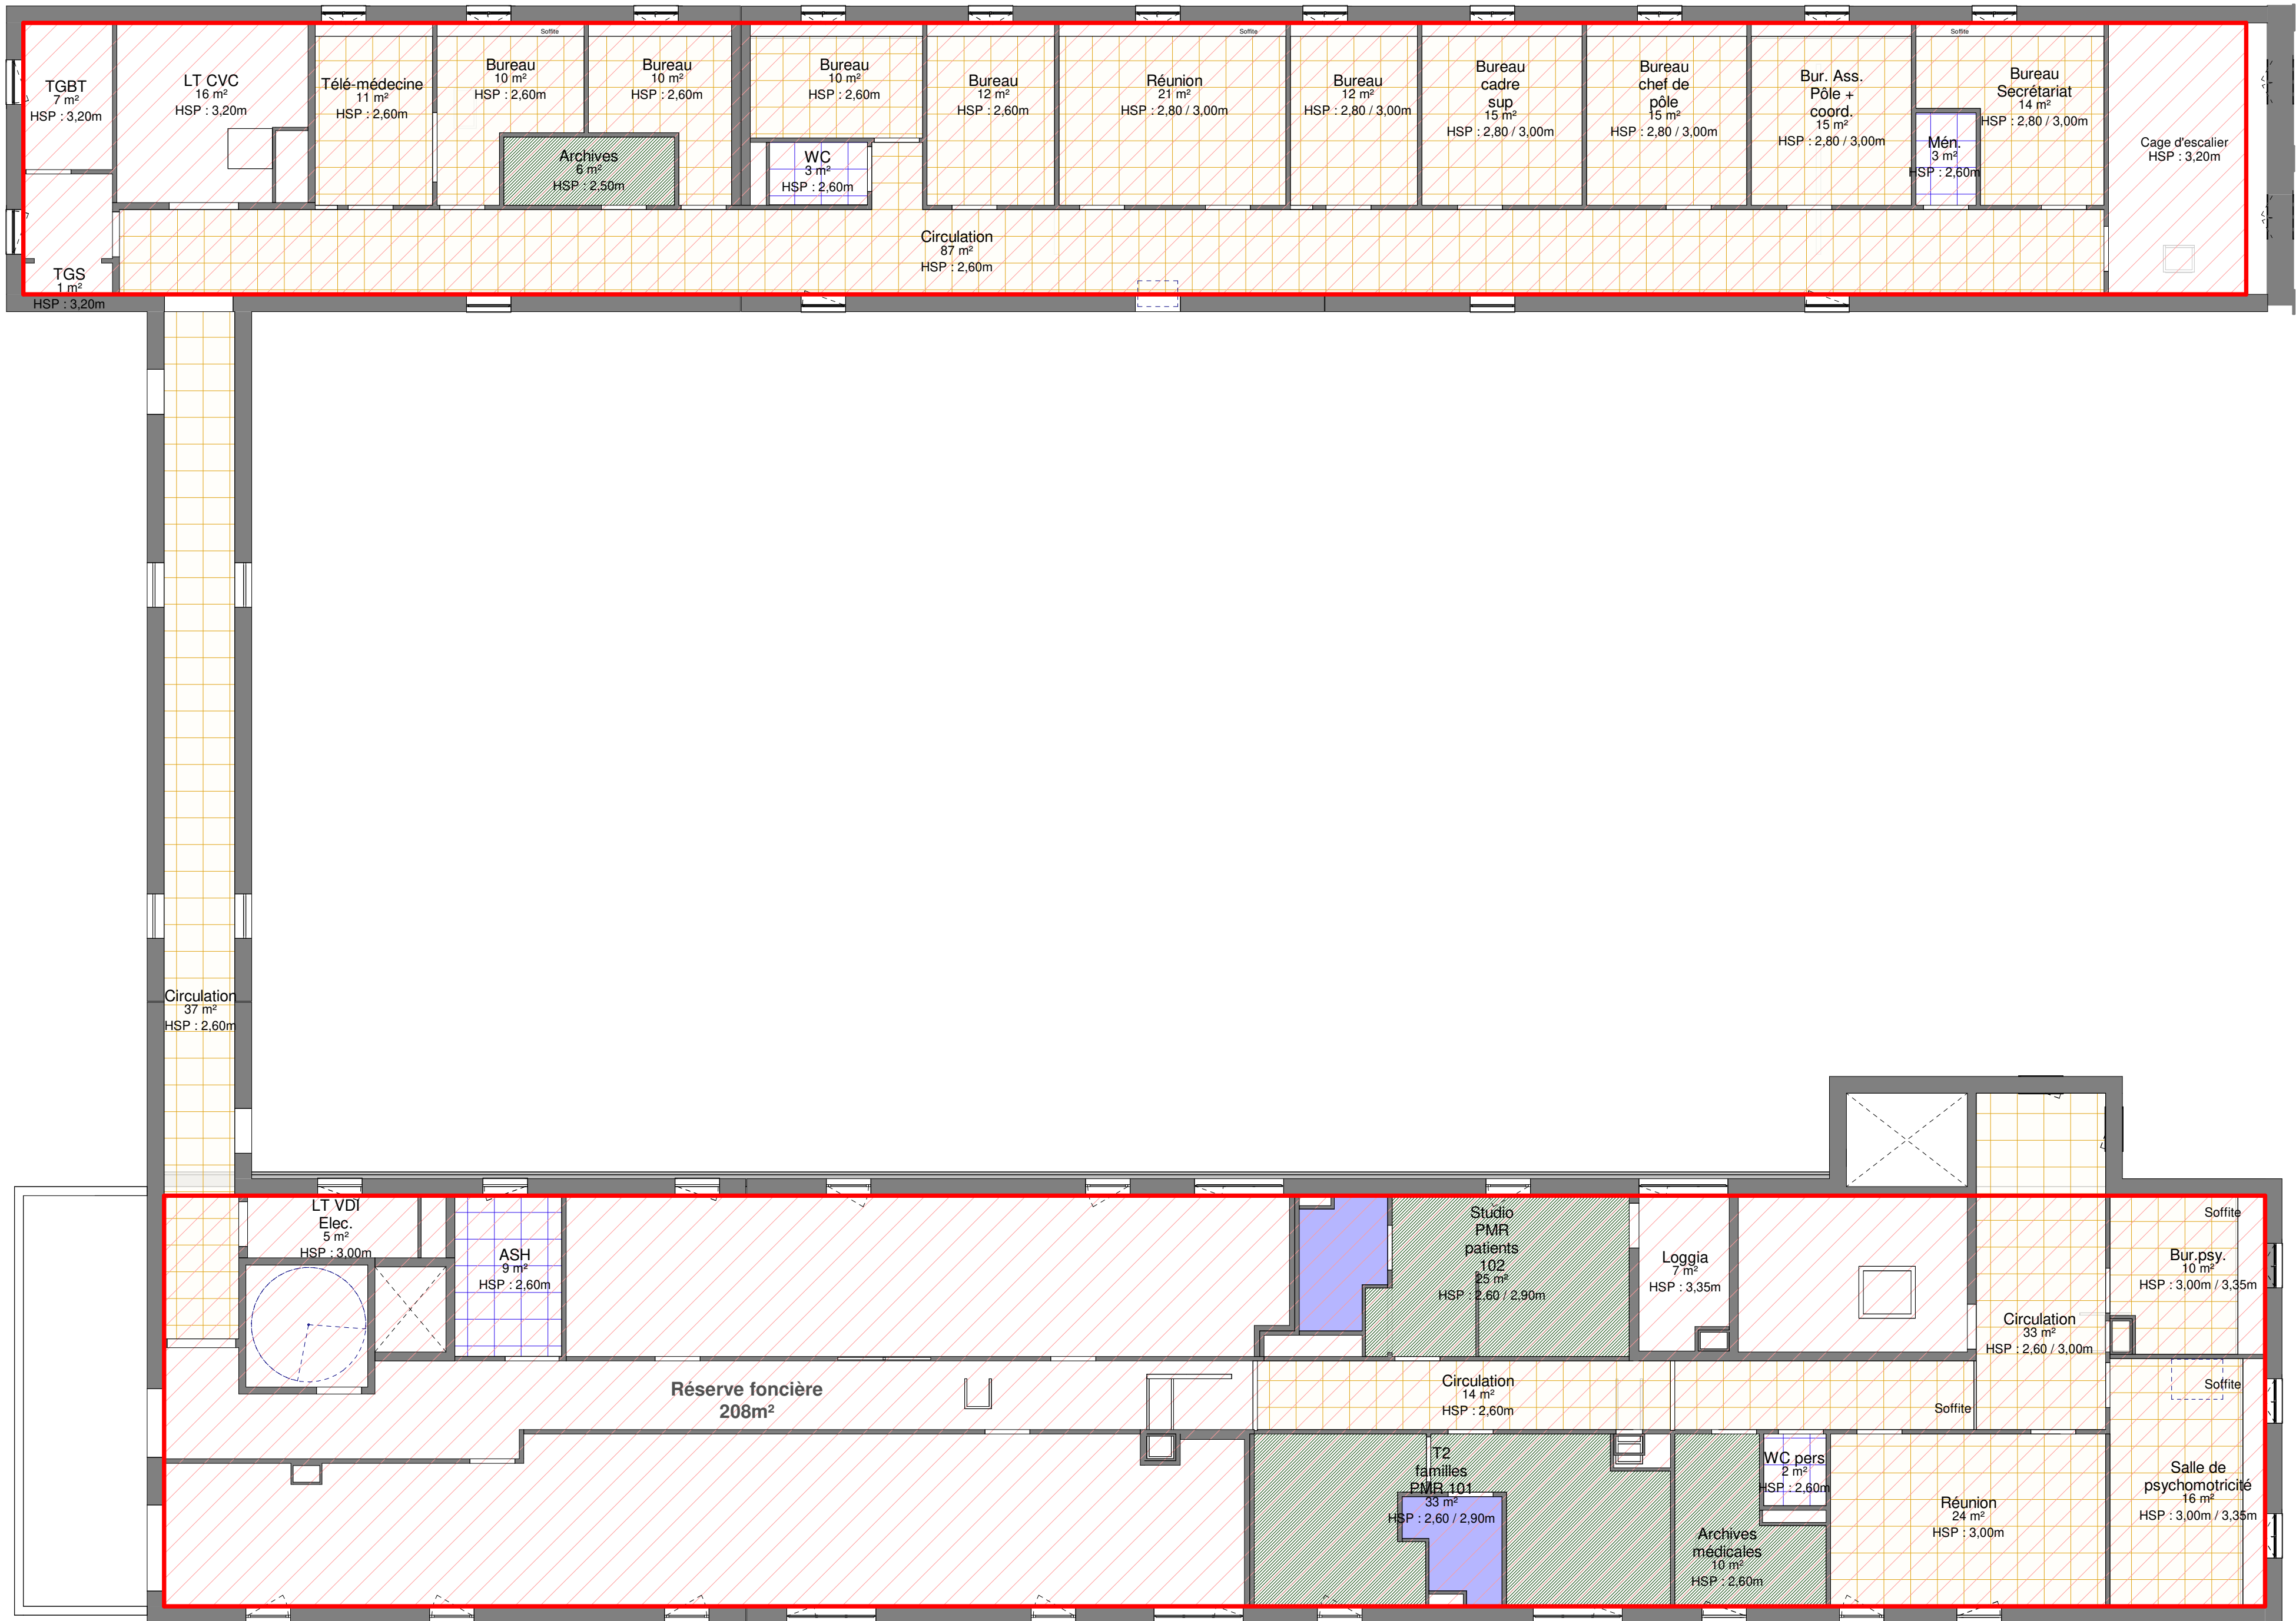 Soffite
Soffite
Soffite
TGBT
7 m²
HSP : 3,20m
LT CVC
16 m²
HSP : 3,20m
Télé-médecine
11 m²
HSP : 2,60m
Bureau
10 m²
HSP : 2,60m
Bureau
10 m²
HSP : 2,60m
Bureau
10 m²
HSP : 2,60m
Bureau
12 m²
HSP : 2,60m
Réunion
21 m²
HSP : 2,80 / 3,00m
Bureau
12 m²
HSP : 2,80 / 3,00m
Bureau
cadre
sup
15 m²
HSP : 2,80 / 3,00m
Bureau
chef de
pôle
15 m²
HSP : 2,80 / 3,00m
Bur. Ass.
Pôle +
coord.
15 m²
HSP : 2,80 / 3,00m
Bureau
Secrétariat
14 m²
HSP : 2,80 / 3,00m
Mén.
3 m²
HSP : 2,60m
Cage d'escalier
HSP : 3,20m
Archives
6 m²
HSP : 2,50m
WC
3 m²
HSP : 2,60m
Circulation
87 m²
HSP : 2,60m
TGS
1 m²
HSP : 3,20m
Circulation
37 m²
HSP : 2,60m
LT VDI
Elec.
5 m²
HSP : 3,00m
ASH
9 m²
HSP : 2,60m
Studio
PMR
patients
102
25 m²
HSP : 2,60 / 2,90m
Loggia
7 m²
HSP : 3,35m
Soffite
Bur.psy.
10 m²
HSP : 3,00m / 3,35m
Circulation
33 m²
HSP : 2,60 / 3,00m
Réserve foncière
208m²
Circulation
14 m²
HSP : 2,60m
Soffite
Soffite
T2
familles
PMR 101
33 m²
HSP : 2,60 / 2,90m
WC pers
2 m²
HSP : 2,60m
Archives
médicales
10 m²
HSP : 2,60m
Réunion
24 m²
HSP : 3,00m
Salle de
psychomotricité
16 m²
HSP : 3,00m / 3,35m